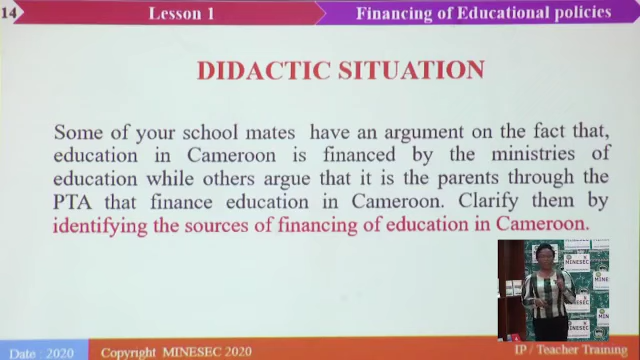 14 Lesson 1 Financing of Educational policies
DIDACTIC SITUATION
Some of your school mates have an argument on the fact that,
education in Cameroon is financed by the ministries of
education while others argue that it is the parents through the
PTA that finance education in Cameroon. Clarify them by
identifying the sources of financing of education in Cameroon.
MINESEC
MINESEC
MINESEC
Date : 2020 Copyright MINESEC 2020 IP / Teacher Training